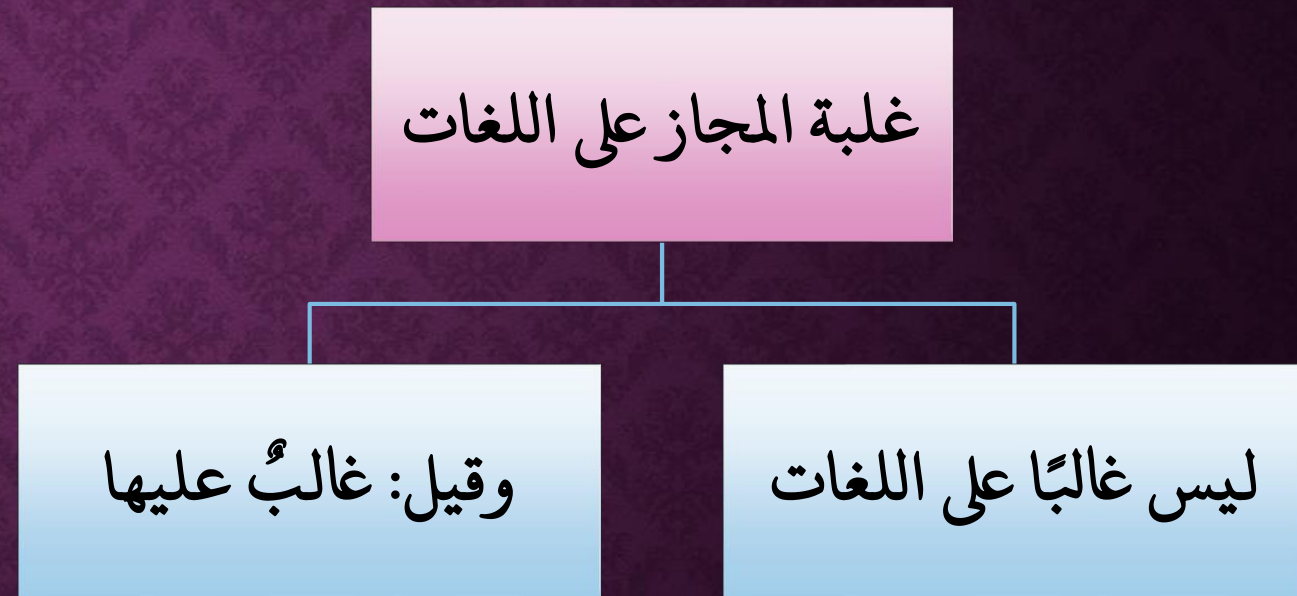 غلبة المجاز على اللغات
ليس غالبًا على اللغات
وقيل: غالبٌ عليها